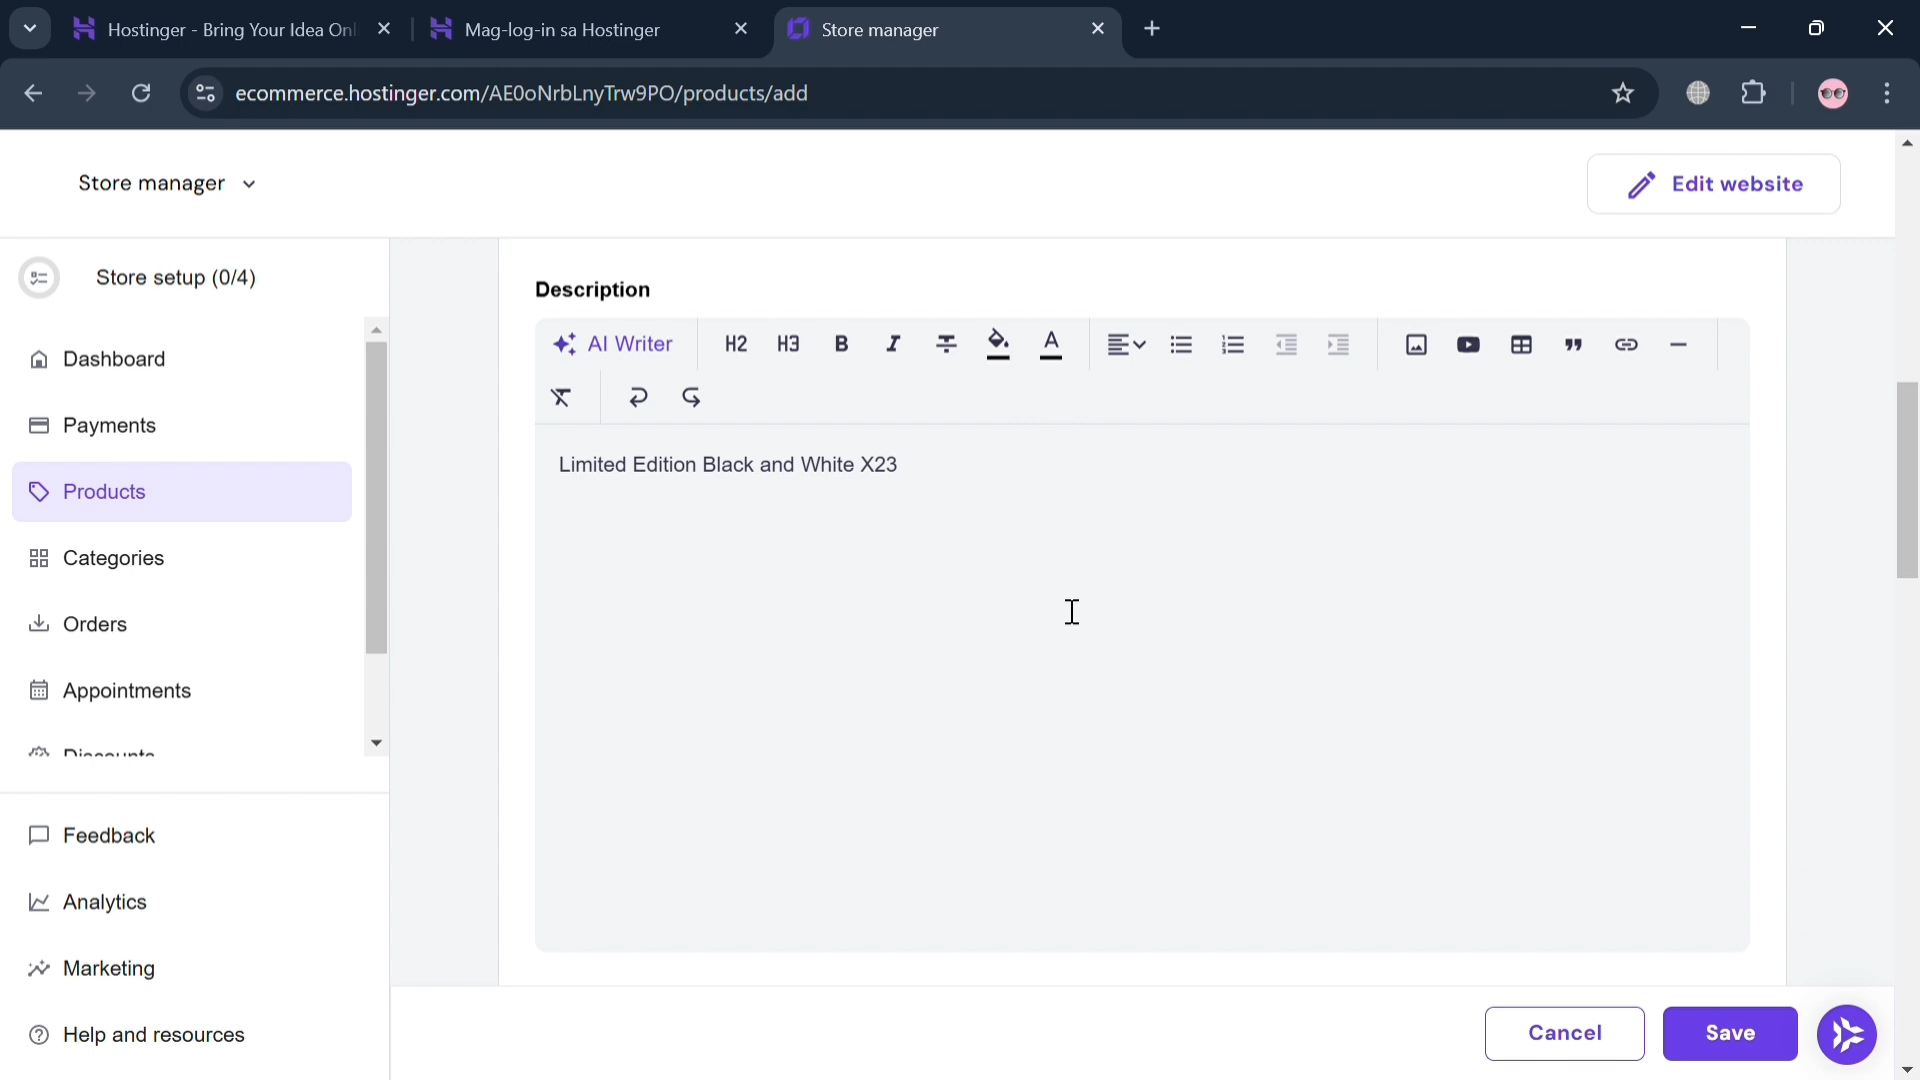 Hostinger - Bring Your Idea Onl
Mag-log-in sa Hostinger
Store manager
ecommerce.hostinger.com/AE0oNrbLnyTrw9PO/products/add
Store manager
Edit website
Store setup (0/4)
Dashboard
Payments
Products
Categories
Orders
Appointments
Discounts
Feedback
Analytics
Marketing
Help and resources
Description
AI Writer
H2
H3
B
I
A
Limited Edition Black and White X23
Cancel
Save